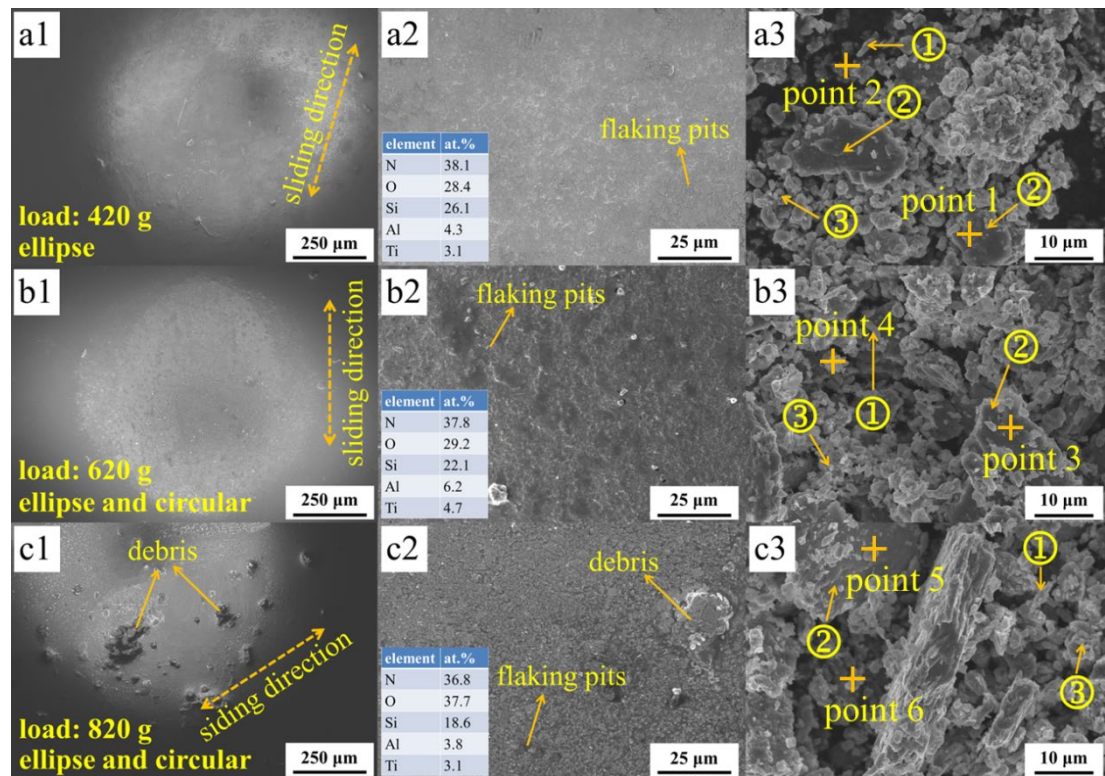 a1
sliding direction
load: 420 g
ellipse
250 μm
a2
flaking pits
element at.%
N 38.1
O 28.4
Si 26.1
Al 4.3
Ti 3.1
25 μm
a3
①
point 2
②
point 1
②
③
10 μm
b1
sliding direction
load: 620 g
ellipse and circular
250 μm
b2
flaking pits
element at.%
N 37.8
O 29.2
Si 22.1
Al 6.2
Ti 4.7
25 μm
b3
point 4
②
③
①
point 3
10 μm
c1
debris
siding direction
load: 820 g
ellipse and circular
250 μm
c2
debris
flaking pits
element at.%
N 36.8
O 37.7
Si 18.6
Al 3.8
Ti 3.1
25 μm
c3
①
point 5
②
③
point 6
10 μm